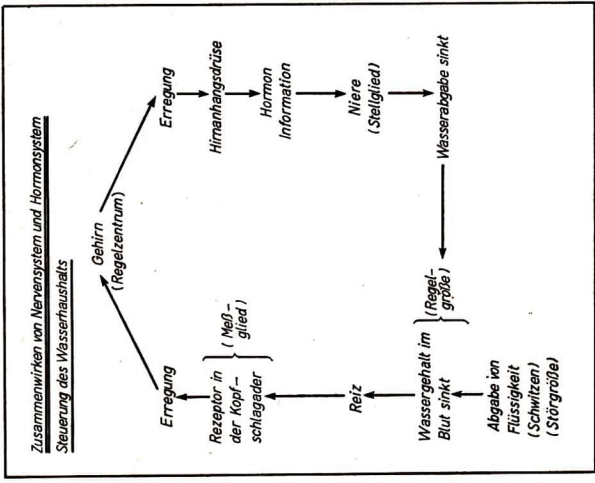 Zusammenwirken von Nervensystem und Hormonsystem
Steuerung des Wasserhaushalts
Gehirn
(Regelzentrum)
Erregung
Hirnanhangsdrüse
Hormon
Information
Niere
(Stellglied)
Wasserabgabe sinkt
Erregung
Rezeptor in
der Kopf-
schlagader
(Meß-
glied)
Reiz
Wassergehalt im
Blut sinkt
(Regel-
größe)
Abgabe von
Flüssigkeit
(Schwitzen)
(Störgröße)